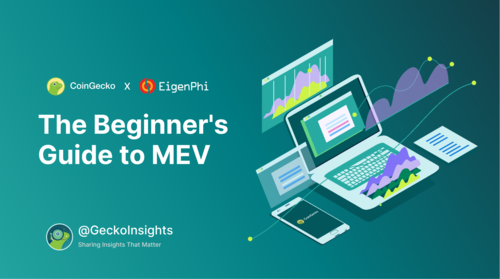 CoinGecko X EigenPhi
The Beginner's
Guide to MEV
@GeckoInsights
Sharing Insights That Matter